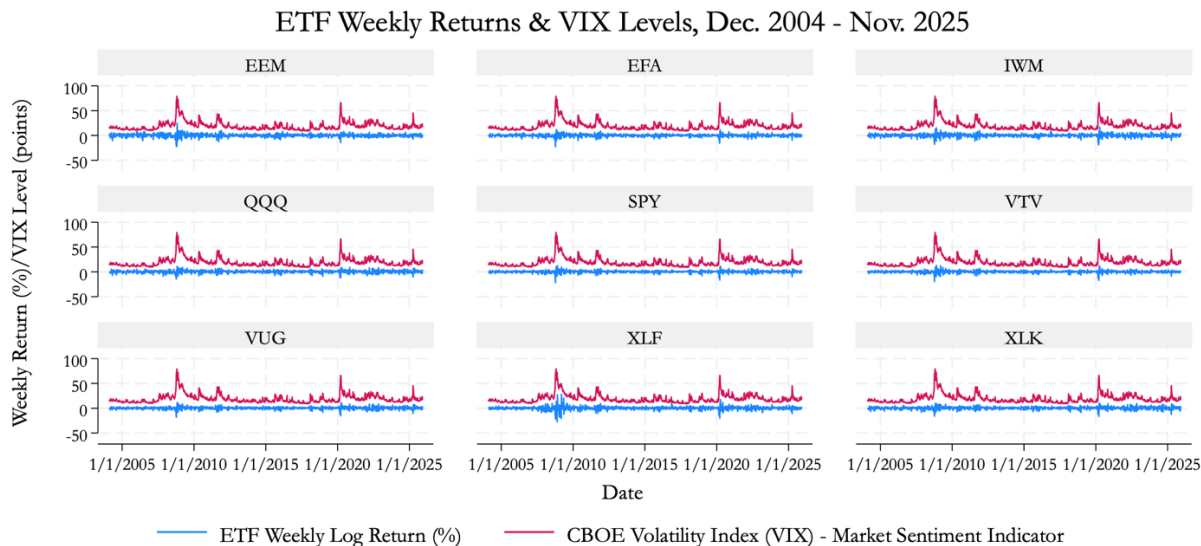 ETF Weekly Returns & VIX Levels, Dec. 2004 - Nov. 2025
Weekly Return (%)/VIX Level (points)
EEM
EFA
IWM
100
50
0
-50
QQQ
SPY
VTV
100
50
0
-50
VUG
XLF
XLK
100
50
0
-50
1/1/2005 1/1/2010 1/1/2015 1/1/2020 1/1/2025
1/1/2005 1/1/2010 1/1/2015 1/1/2020 1/1/2025
1/1/2005 1/1/2010 1/1/2015 1/1/2020 1/1/2025
Date
ETF Weekly Log Return (%)
CBOE Volatility Index (VIX) - Market Sentiment Indicator